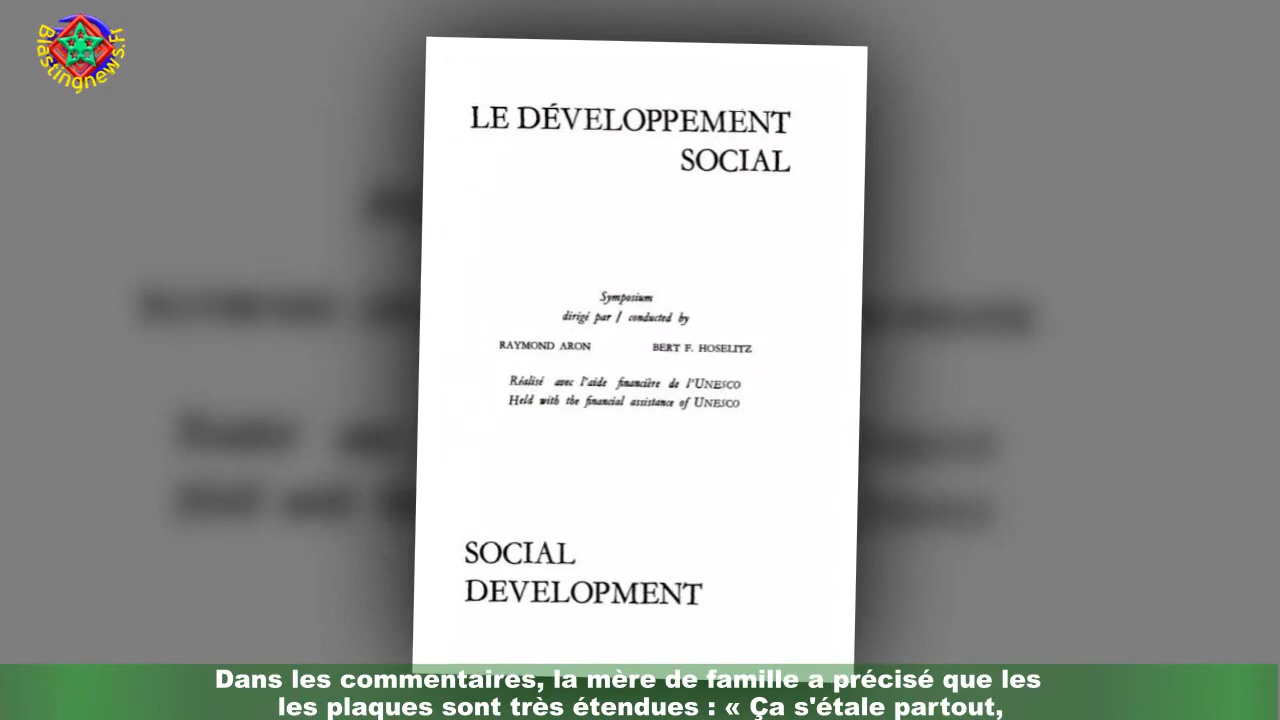 Blastingnews.fr
LE DÉVELOPPEMENT
SOCIAL
Symposium
dirigé par / conducted by
RAYMOND ARON BERT F. HOSELITZ
Réalisé avec l'aide financière de l'UNESCO
Held with the financial assistance of UNESCO
SOCIAL
DEVELOPMENT
Dans les commentaires, la mère de famille a précisé que les
les plaques sont très étendues : « Ça s'étale partout,